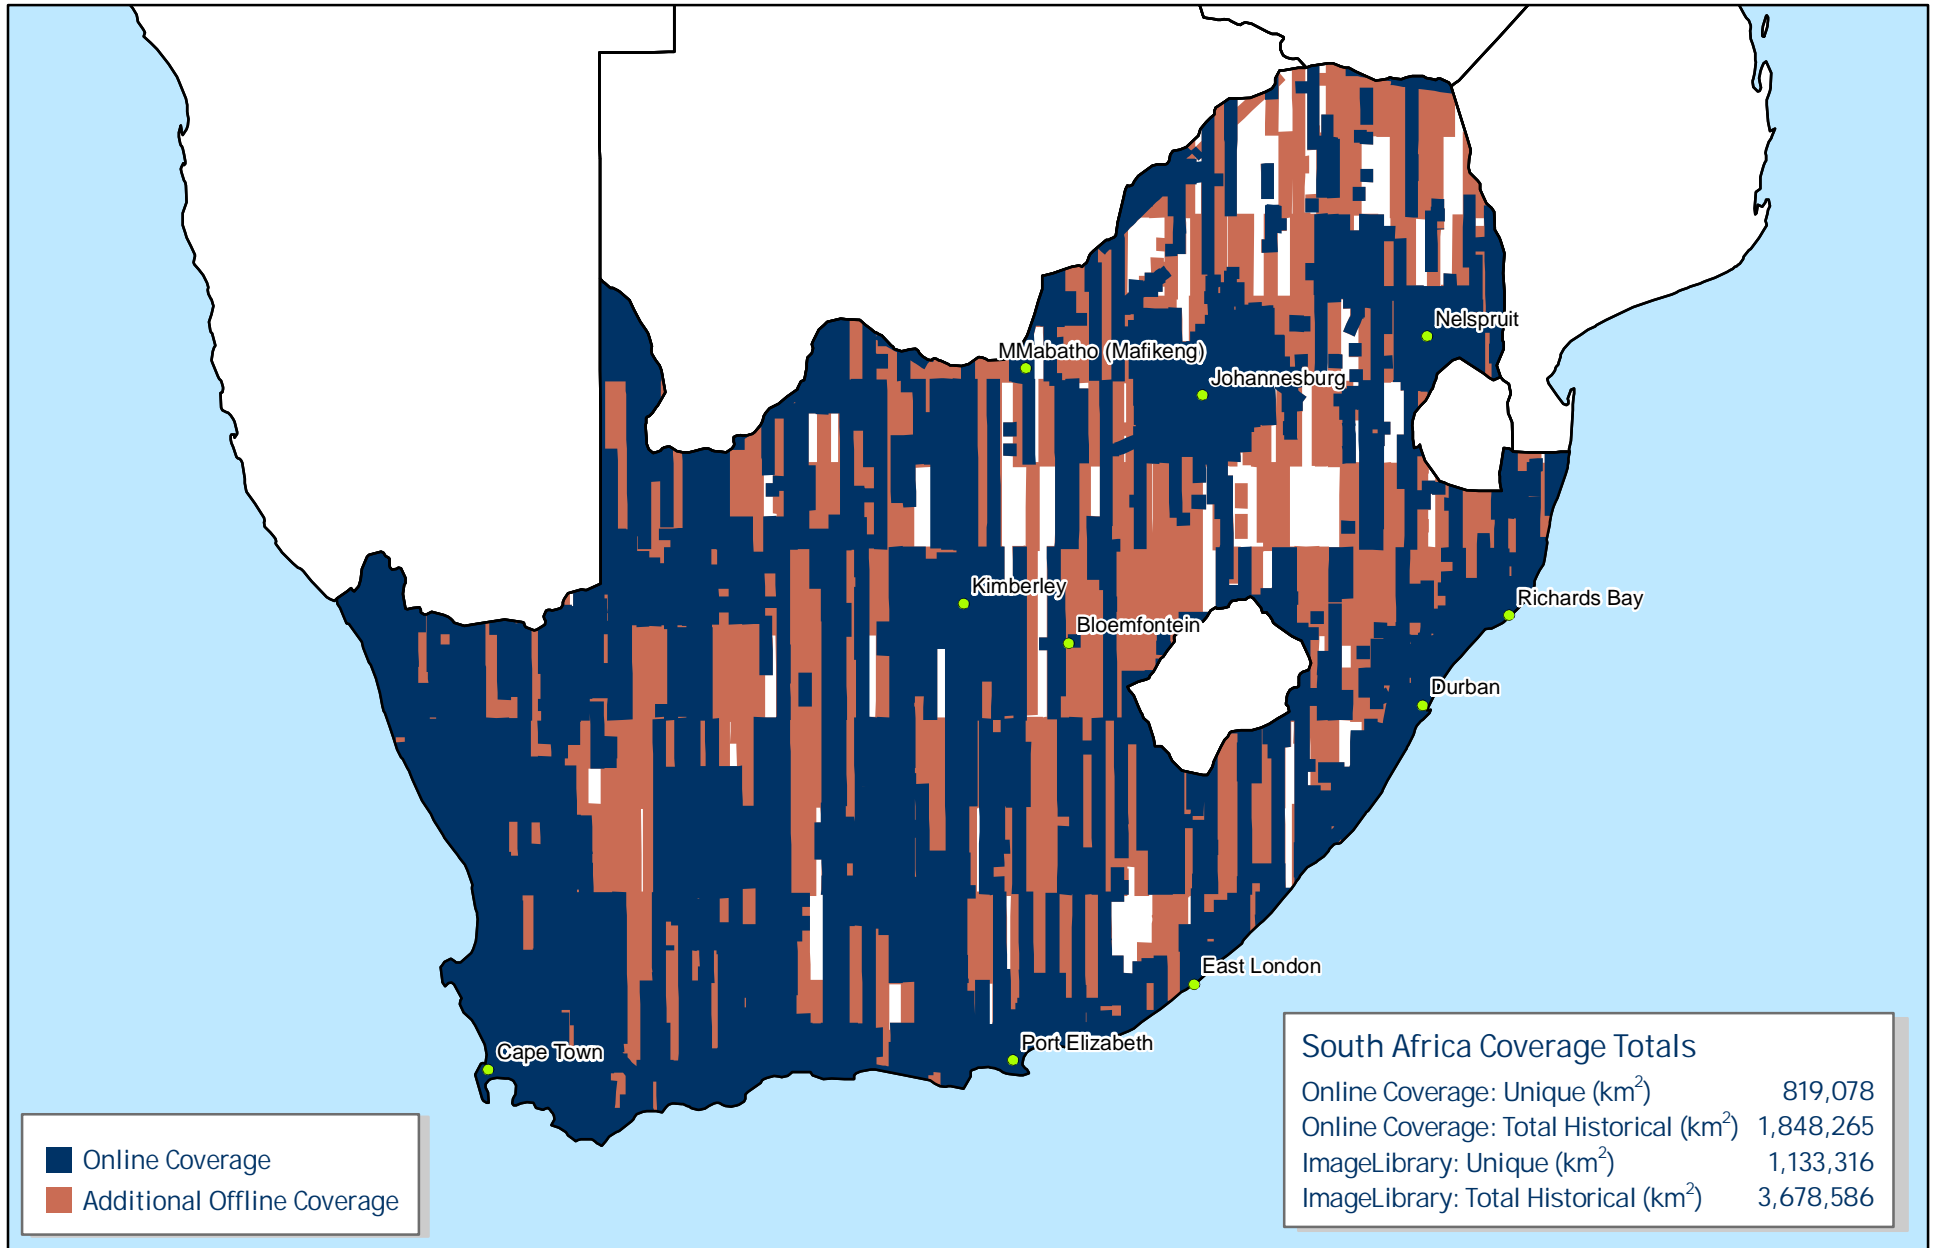 Nelspruit
MMabatho (Mafikeng)
Johannesburg
Kimberley
Richards Bay
Bloemfontein
Durban
East London
Port Elizabeth
Cape Town
South Africa Coverage Totals
Online Coverage: Unique (km²) 819,078
Online Coverage: Total Historical (km²) 1,848,265
ImageLibrary: Unique (km²) 1,133,316
ImageLibrary: Total Historical (km²) 3,678,586
Online Coverage
Additional Offline Coverage